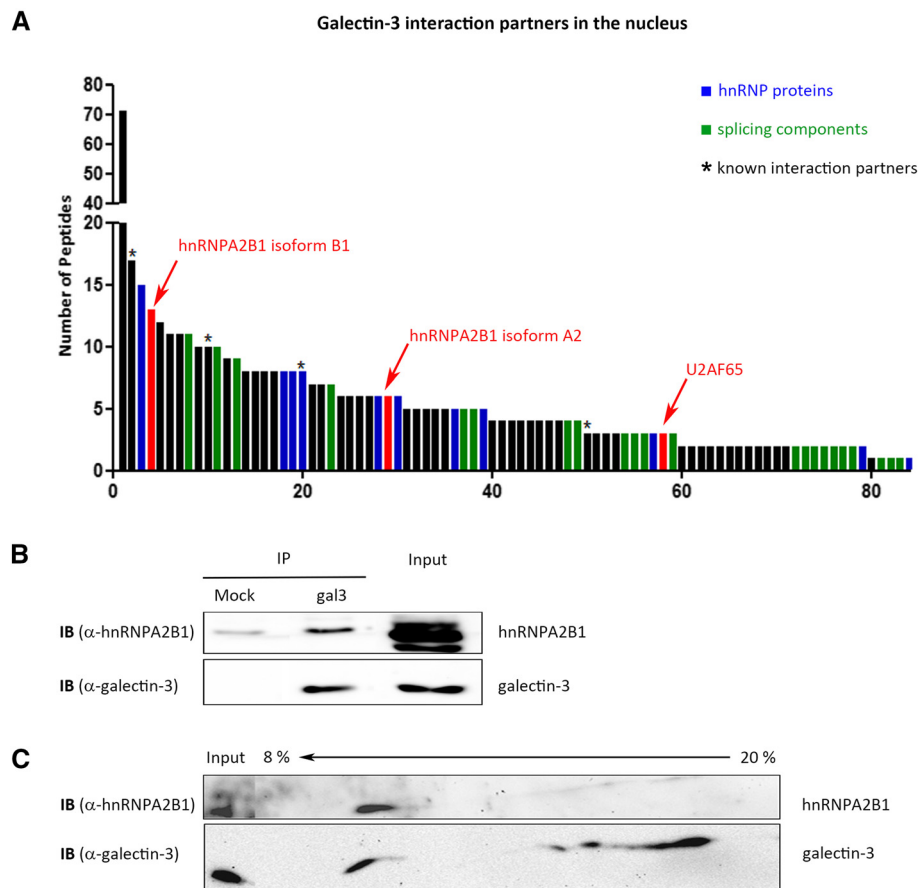 A
Galectin-3 interaction partners in the nucleus
80
70
60
50
40
20
15
10
5
0
Number of Peptides
hnRNP proteins
splicing components
* known interaction partners
*
hnRNPA2B1 isoform B1
*
*
hnRNPA2B1 isoform A2
*
U2AF65
0
20
40
60
80
B
IP
Input
Mock
gal3
IB (α-hnRNPA2B1)
hnRNPA2B1
IB (α-galectin-3)
galectin-3
C
Input
8 %
20 %
IB (α-hnRNPA2B1)
hnRNPA2B1
IB (α-galectin-3)
galectin-3